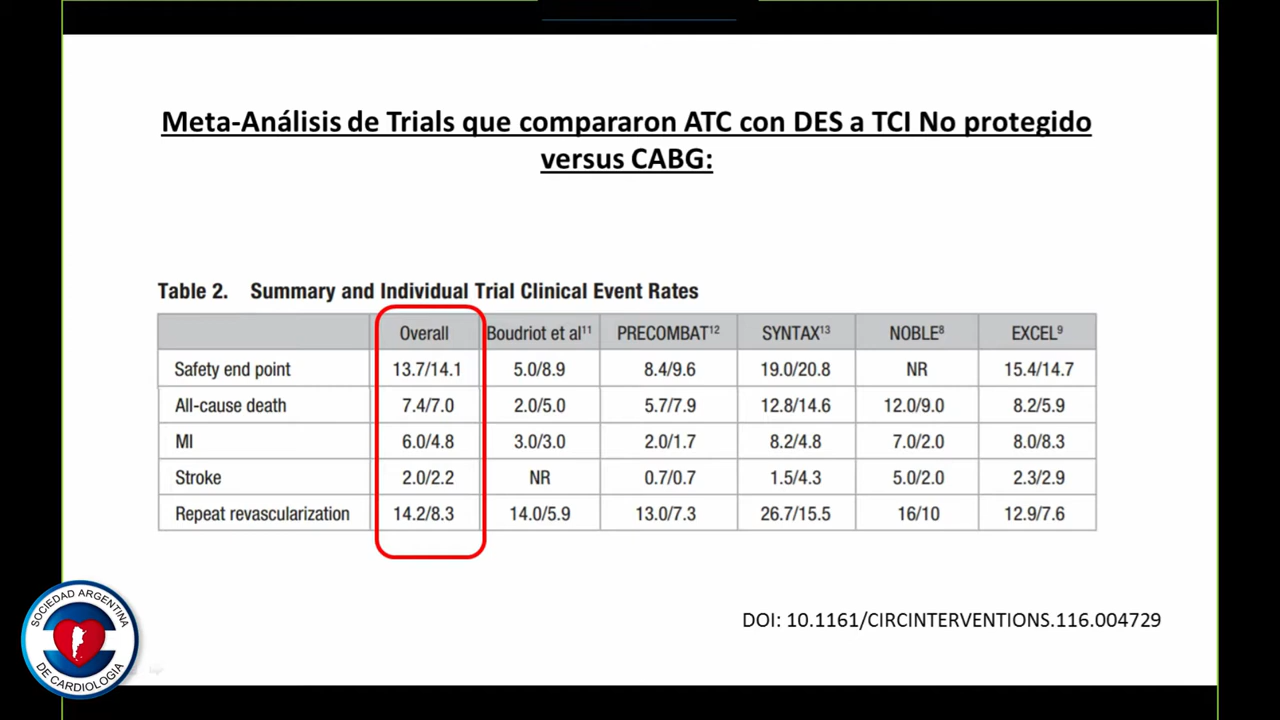 Meta-Análisis de Trials que compararon ATC con DES a TCI No protegido
versus CABG:
Table 2. Summary and Individual Trial Clinical Event Rates
Overall Boudriot et al11 PRECOMBAT12 SYNTAX13 NOBLE8 EXCEL9
Safety end point 13.7/14.1 5.0/8.9 8.4/9.6 19.0/20.8 NR 15.4/14.7
All-cause death 7.4/7.0 2.0/5.0 5.7/7.9 12.8/14.6 12.0/9.0 8.2/5.9
MI 6.0/4.8 3.0/3.0 2.0/1.7 8.2/4.8 7.0/2.0 8.0/8.3
Stroke 2.0/2.2 NR 0.7/0.7 1.5/4.3 5.0/2.0 2.3/2.9
Repeat revascularization 14.2/8.3 14.0/5.9 13.0/7.3 26.7/15.5 16/10 12.9/7.6
DOI: 10.1161/CIRCINTERVENTIONS.116.004729
SOCIEDAD ARGENTINA
DE CARDIOLOGIA